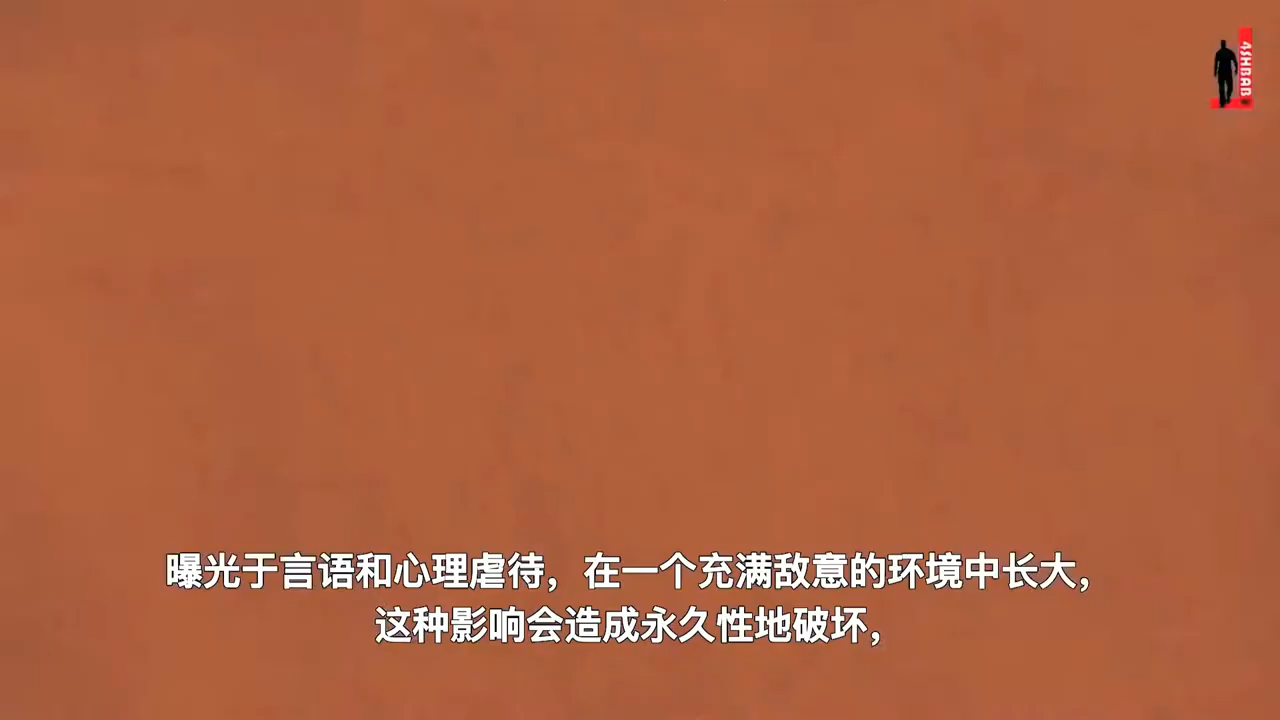 4SHBAB
曝光于言语和心理虐待，在一个充满敌意的环境中长大，
这种影响会造成永久性地破坏，